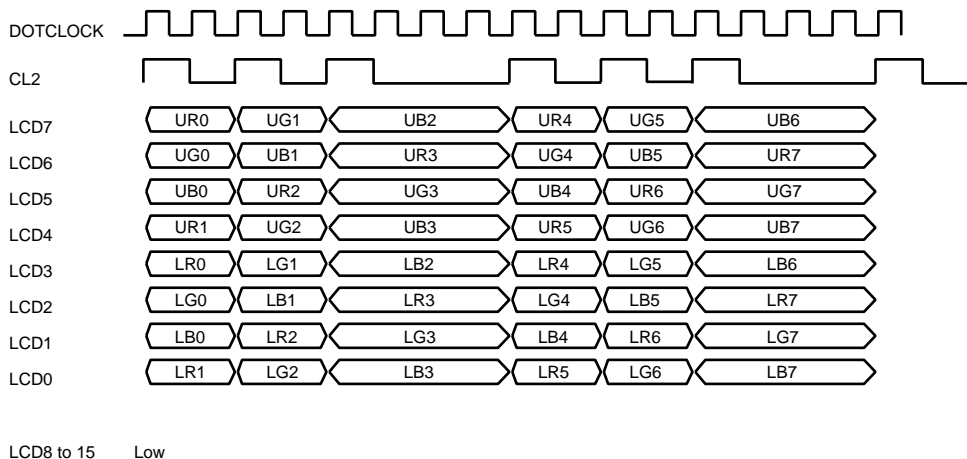 DOTCLOCK
CL2
LCD7 UR0 UG1 UB2 UR4 UG5 UB6
LCD6 UG0 UB1 UR3 UG4 UB5 UR7
LCD5 UB0 UR2 UG3 UB4 UR6 UG7
LCD4 UR1 UG2 UB3 UR5 UG6 UB7
LCD3 LR0 LG1 LB2 LR4 LG5 LB6
LCD2 LG0 LB1 LR3 LG4 LB5 LR7
LCD1 LB0 LR2 LG3 LB4 LR6 LG7
LCD0 LR1 LG2 LB3 LR5 LG6 LB7
LCD8 to 15 Low